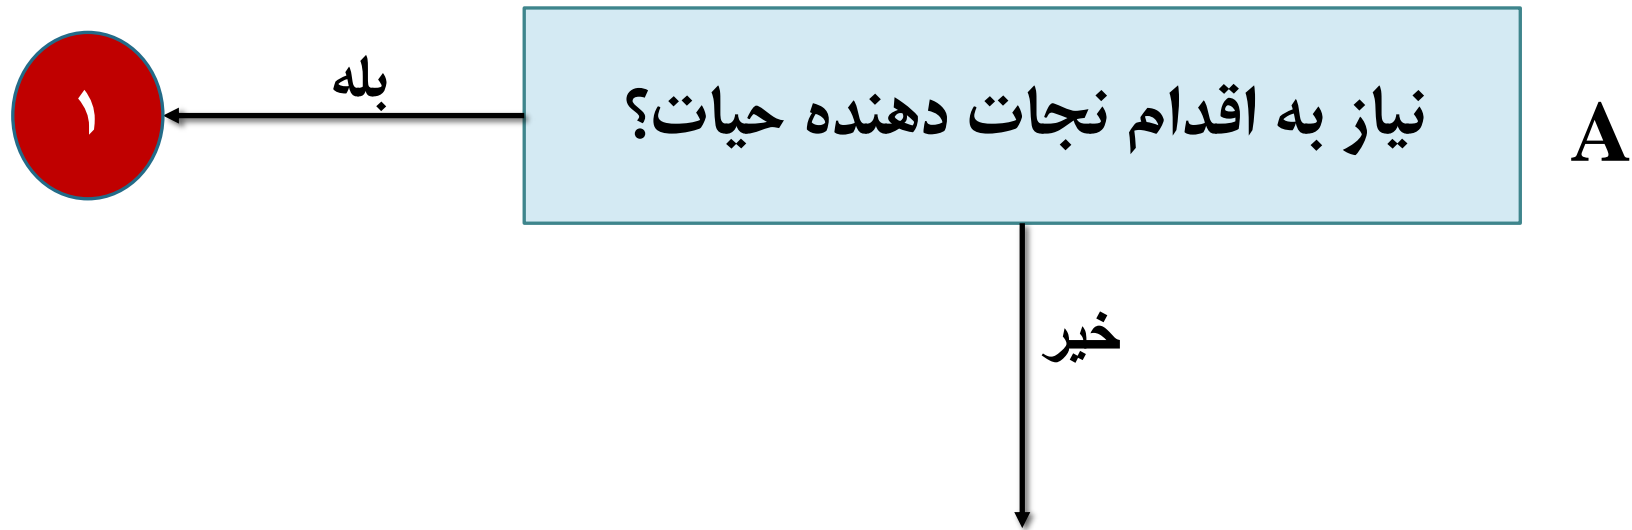 A
نیاز به اقدام نجات دهنده حیات؟
بله
۱
خیر